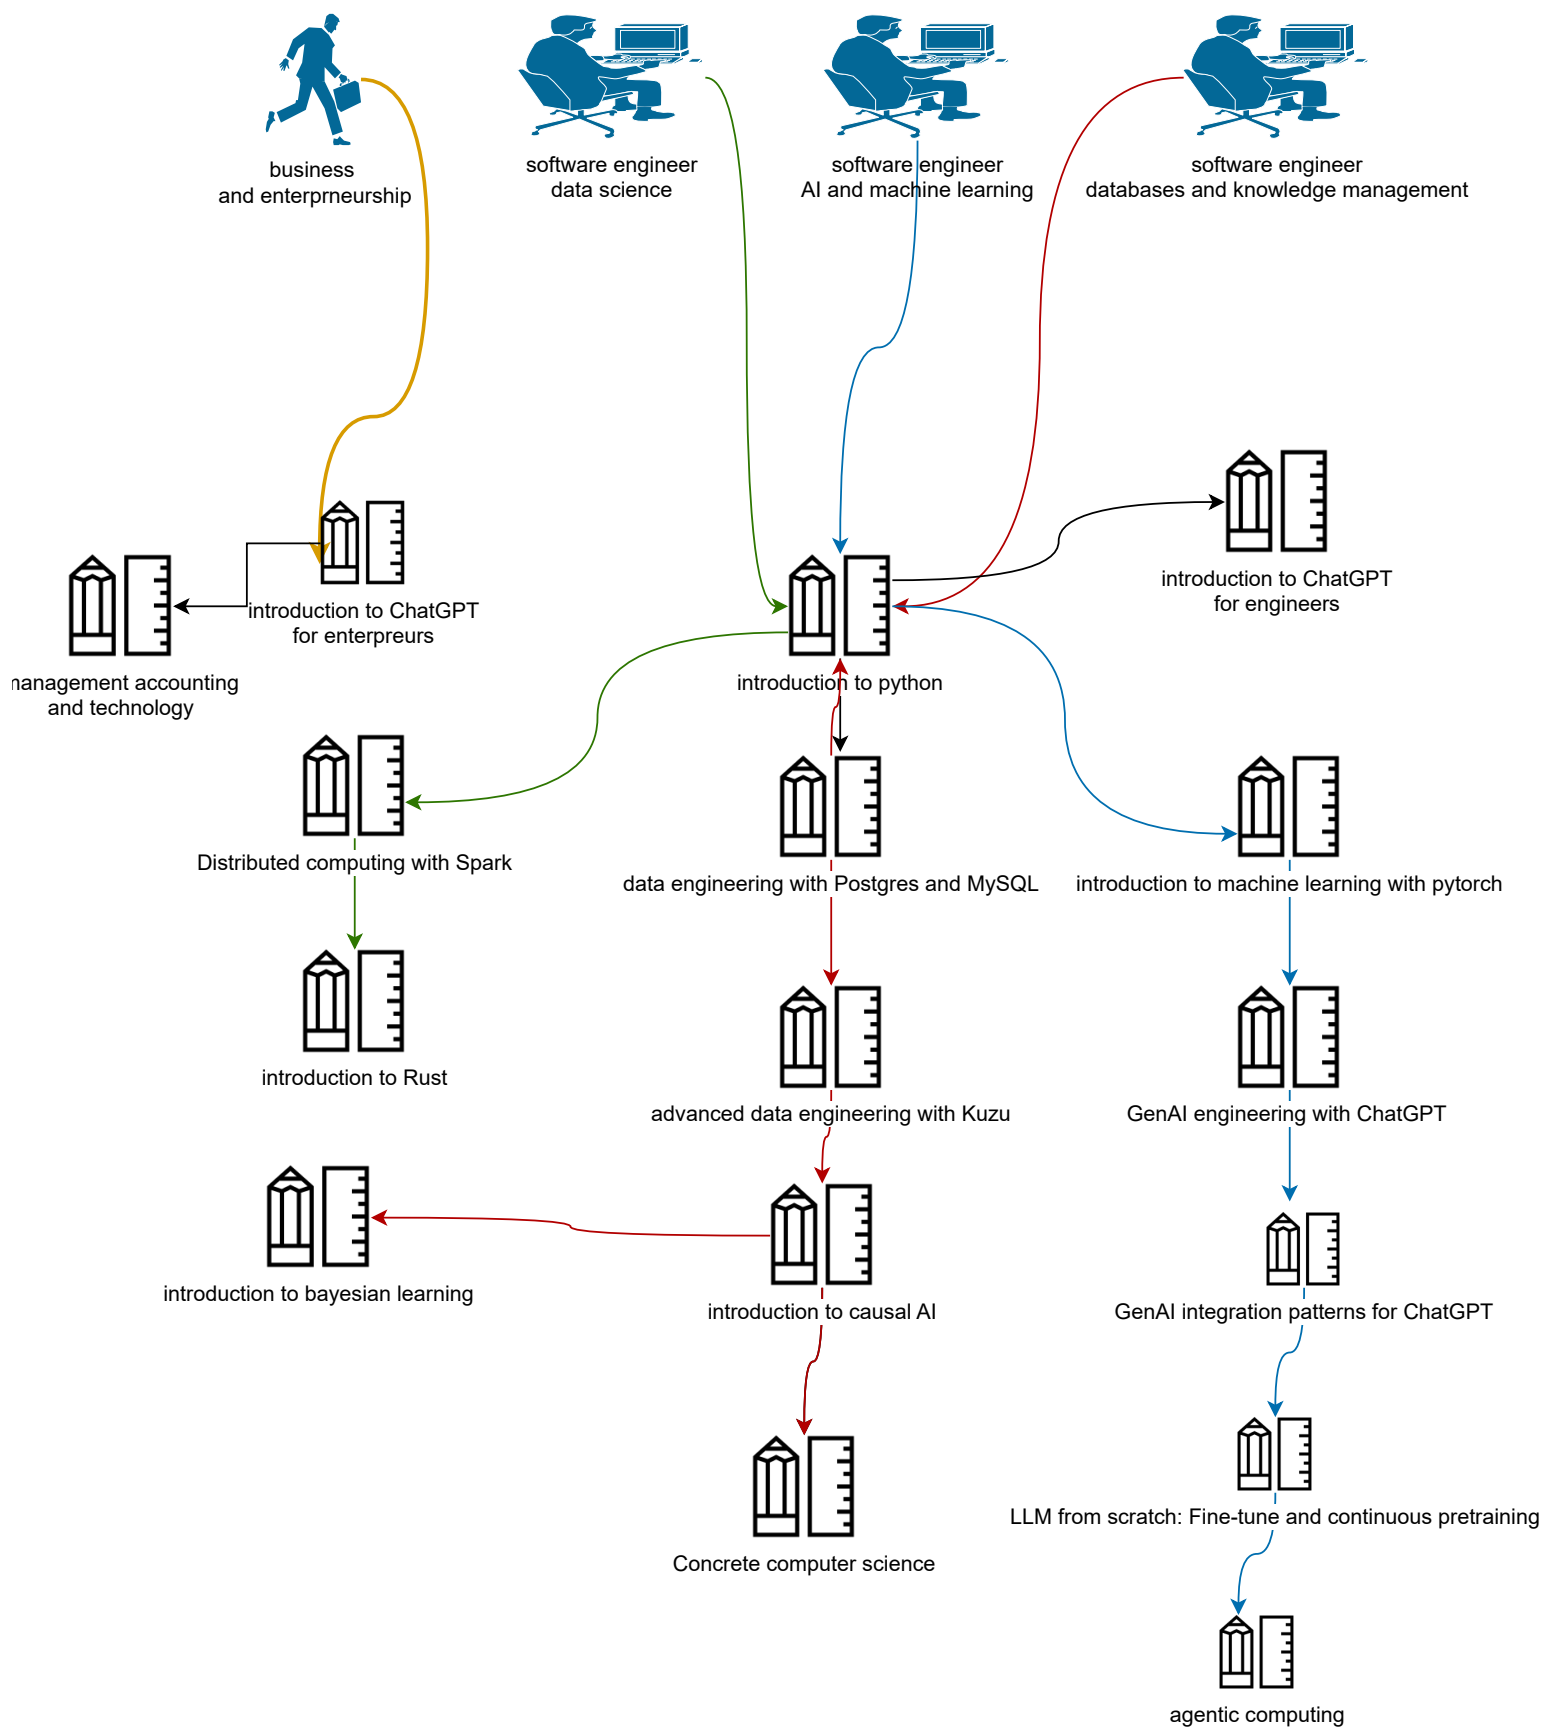 business
and enterprneurship
software engineer
data science
software engineer
AI and machine learning
software engineer
databases and knowledge management
introduction to ChatGPT
for engineers
introduction to ChatGPT
for enterpreurs
management accounting
and technology
introduction to python
Distributed computing with Spark
data engineering with Postgres and MySQL
introduction to machine learning with pytorch
introduction to Rust
advanced data engineering with Kuzu
GenAI engineering with ChatGPT
introduction to bayesian learning
introduction to causal AI
GenAI integration patterns for ChatGPT
LLM from scratch: Fine-tune and continuous pretraining
Concrete computer science
agentic computing